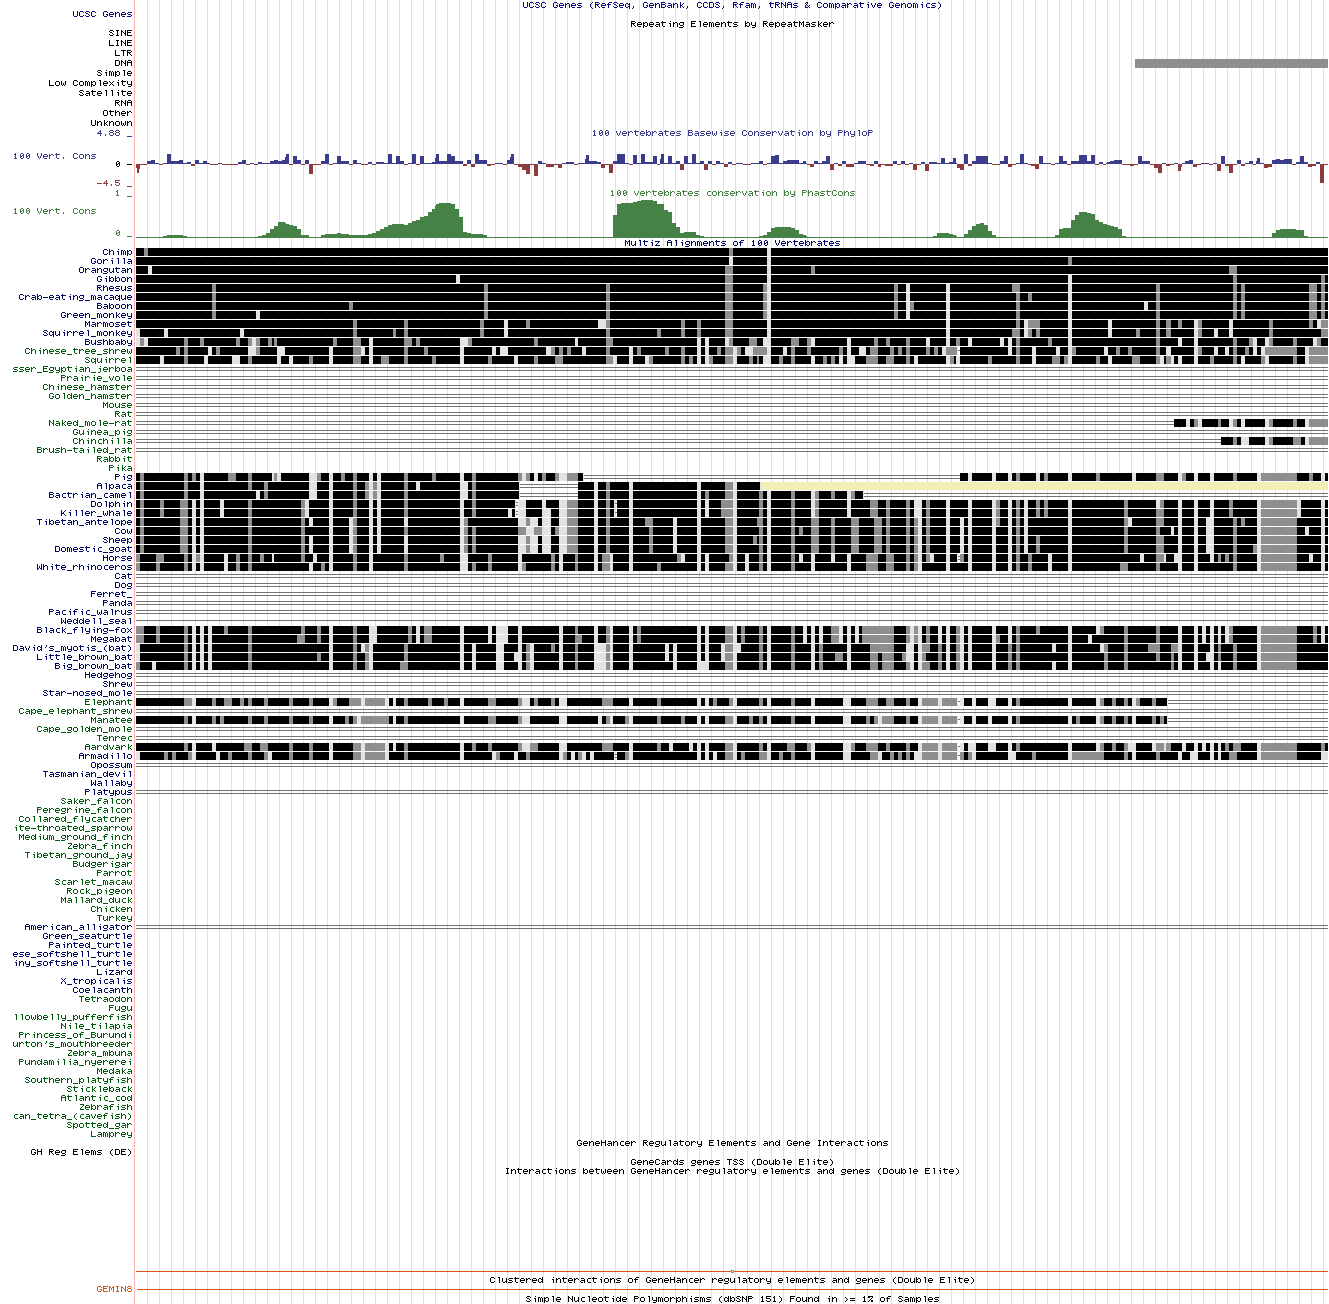 UCSC Genes (RefSeq, GenBank, CCDS, Rfam, tRNAs & Comparative Genomics)
UCSC Genes
Repeating Elements by RepeatMasker
SINE
LINE
LTR
DNA
Simple
Low Complexity
Satellite
RNA
Other
Unknown
4.88 _
100 vertebrates Basewise Conservation by PhyloP
100 Vert. Cons
0 _
-4.5 _
1 _
100 vertebrates conservation by PhastCons
100 Vert. Cons
0 _
Multiz Alignments of 100 Vertebrates
Chimp
Gorilla
Orangutan
Gibbon
Rhesus
Crab-eating_macaque
Baboon
Green_monkey
Marmoset
Squirrel_monkey
Bushbaby
Chinese_tree_shrew
Squirrel
sser_Egyptian_jerboa
Prairie_vole
Chinese_hamster
Golden_hamster
Mouse
Rat
Naked_mole-rat
Guinea_pig
Chinchilla
Brush-tailed_rat
Rabbit
Pika
Pig
Alpaca
Bactrian_camel
Dolphin
Killer_whale
Tibetan_antelope
Cow
Sheep
Domestic_goat
Horse
White_rhinoceros
Cat
Dog
Ferret_
Panda
Pacific_walrus
Weddell_seal
Black_flying-fox
Megabat
David's_myotis_(bat)
Little_brown_bat
Big_brown_bat
Hedgehog
Shrew
Star-nosed_mole
Elephant
Cape_elephant_shrew
Manatee
Cape_golden_mole
Tenrec
Aardvark
Armadillo
Opossum
Tasmanian_devil
Wallaby
Platypus
Saker_falcon
Peregrine_falcon
Collared_flycatcher
ite-throated_sparrow
Medium_ground_finch
Zebra_finch
Tibetan_ground_jay
Budgerigar
Parrot
Scarlet_macaw
Rock_pigeon
Mallard_duck
Chicken
Turkey
American_alligator
Green_seaturtle
Painted_turtle
ese_softshell_turtle
iny_softshell_turtle
Lizard
X_tropicalis
Coelacanth
Tetraodon
Fugu
llowbelly_pufferfish
Nile_tilapia
Princess_of_Burundi
urton's_mouthbreeder
Zebra_mbuna
Pundamilia_nyererei
Medaka
Southern_platyfish
Stickleback
Atlantic_cod
Zebrafish
can_tetra_(cavefish)
Spotted_gar
Lamprey
GeneHancer Regulatory Elements and Gene Interactions
GH Reg Elems (DE)
GeneCards genes TSS (Double Elite)
Interactions between GeneHancer regulatory elements and genes (Double Elite)
Clustered interactions of GeneHancer regulatory elements and genes (Double Elite)
GEMIN8
Simple Nucleotide Polymorphisms (dbSNP 151) Found in >= 1% of Samples